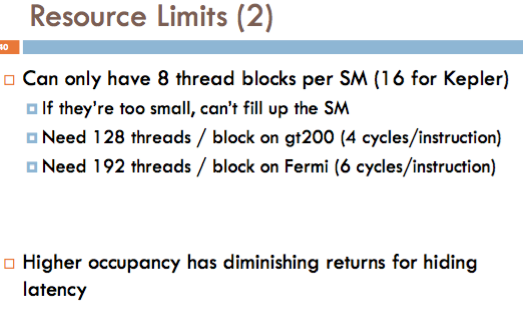 Resource Limits (2)
40
Can only have 8 thread blocks per SM (16 for Kepler)
If they're too small, can't fill up the SM
Need 128 threads / block on gt200 (4 cycles/instruction)
Need 192 threads / block on Fermi (6 cycles/instruction)
Higher occupancy has diminishing returns for hiding
latency